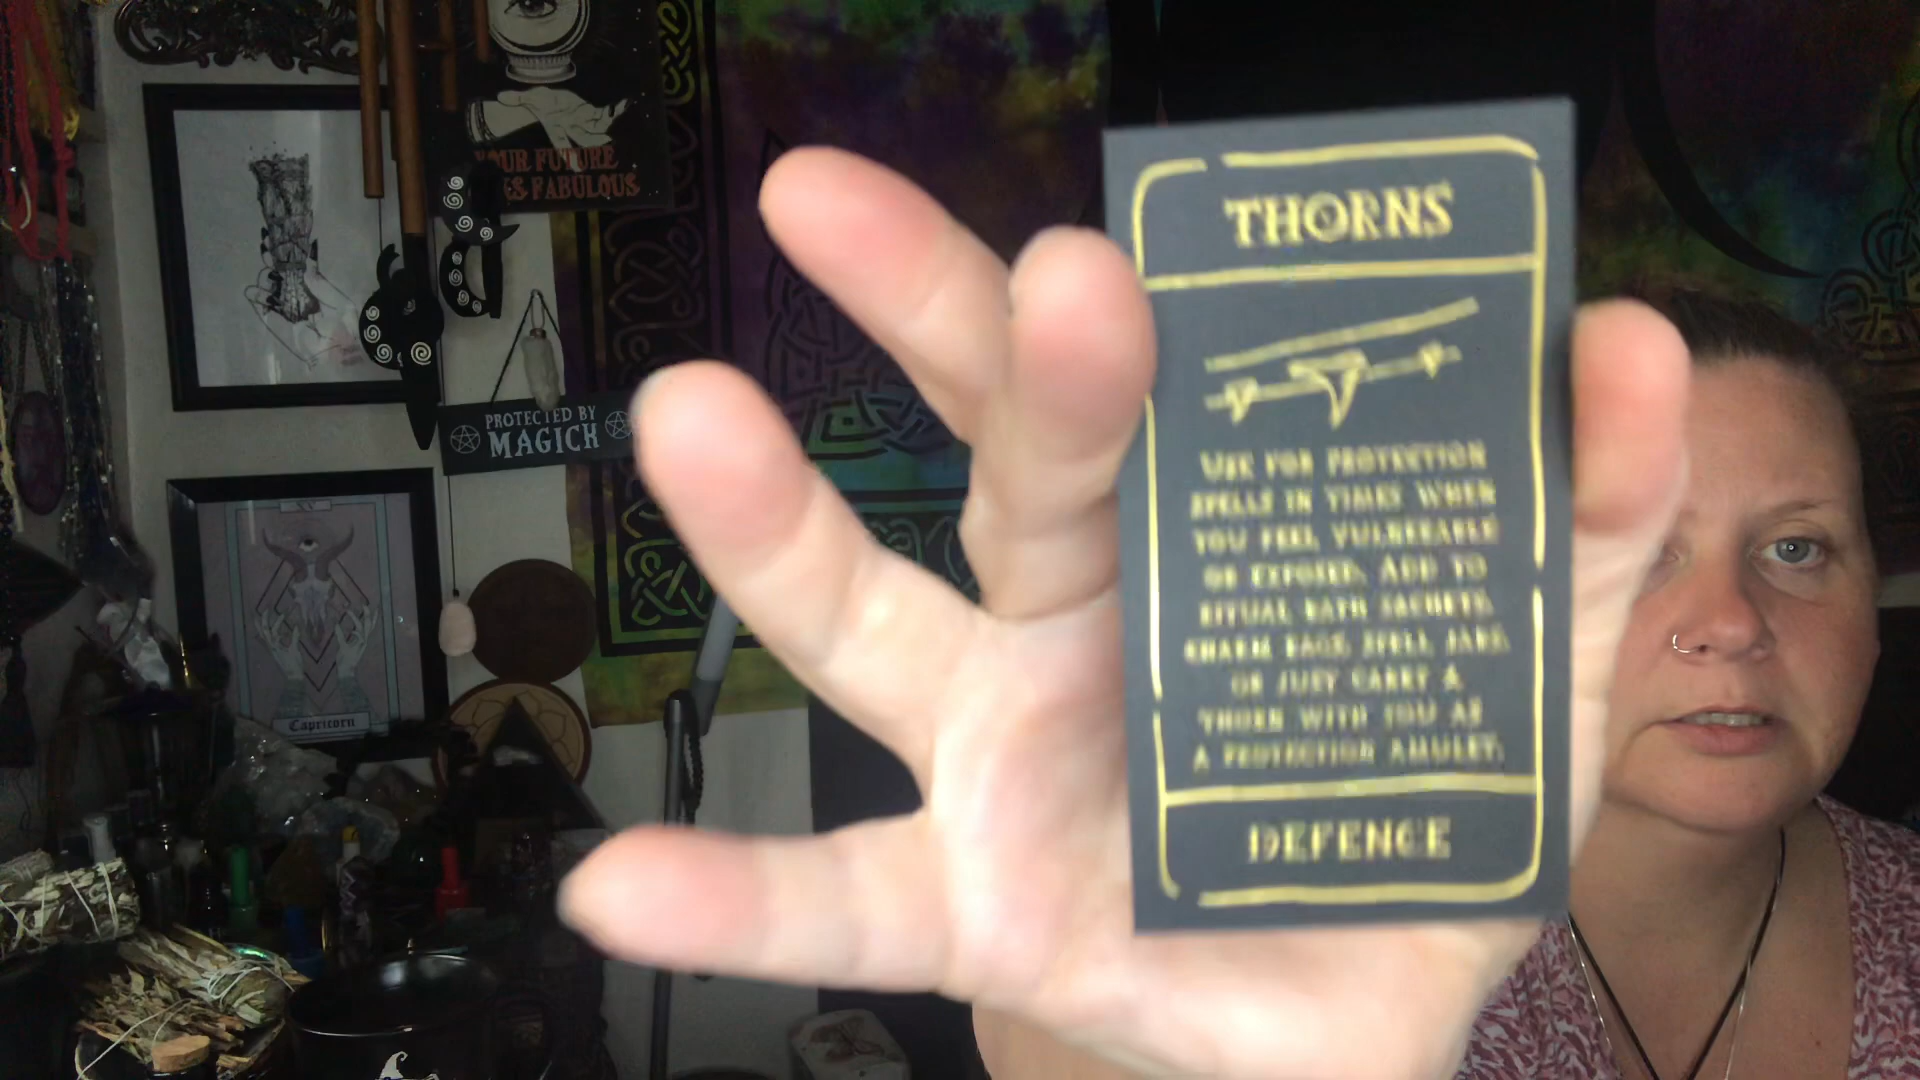 YOUR FUTURE
FABULOUS
PROTECTED BY
MAGICK
XV
Capricorn
THORNS
USE FOR PROTECTION
SPELLS IN TIMES WHEN
YOU FEEL VULNERABLE
OR EXPOSED. ADD TO
RITUAL BATH SACHETS,
CHARM BAGS, SPELL JARS,
OR JUST CARRY A
THORN WITH YOU AS
A PROTECTION AMULET.
DEFENCE